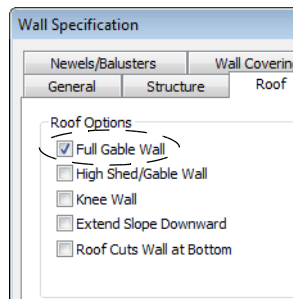 Wall Specification
Newels/Balusters Wall Covering
General Structure Roof
Roof Options
Full Gable Wall
High Shed/Gable Wall
Knee Wall
Extend Slope Downward
Roof Cuts Wall at Bottom